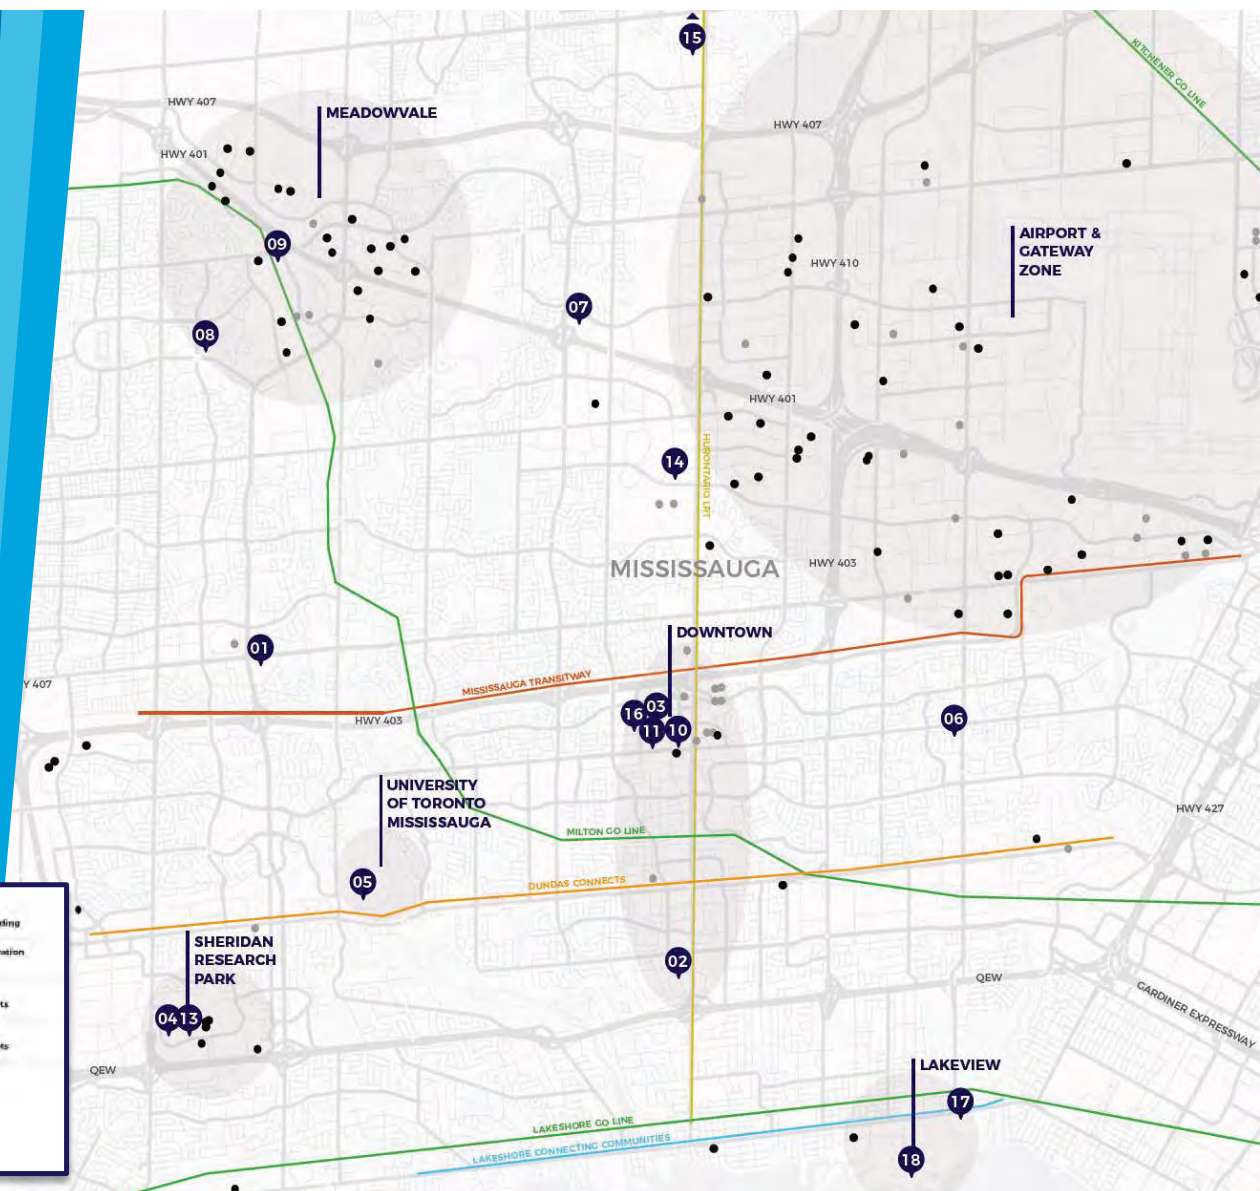 15
KITCHENER GO LINE
HWY 407
MEADOWVALE
HWY 407
HWY 401
AIRPORT &
GATEWAY
ZONE
09
HWY 410
07
08
HWY 401
14
HURONTARIO LRT
MISSISSAUGA
HWY 403
DOWNTOWN
01
MISSISSAUGA TRANSITWAY
Y 407
HWY 403
16
03
11
10
06
UNIVERSITY
OF TORONTO
MISSISSAUGA
HWY 427
MILTON GO LINE
05
DUNDAS CONNECTS
ding
SHERIDAN
RESEARCH
PARK
02
QEW
GARDINER EXPRESSWAY
04
13
QEW
LAKEVIEW
17
LAKESHORE GO LINE
LAKESHORE CONNECTING COMMUNITIES
18